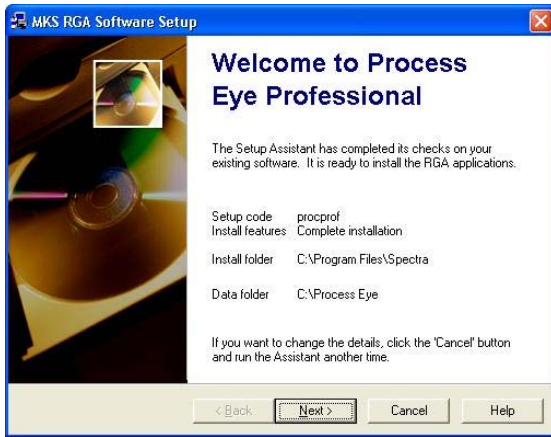 MKS RGA Software Setup
Welcome to Process
Eye Professional
The Setup Assistant has completed its checks on your
existing software. It is ready to install the RGA applications.
Setup code procprof
Install features Complete installation
Install folder C:\Program Files\Spectra
Data folder C:\Process Eye
If you want to change the details, click the 'Cancel' button
and run the Assistant another time.
< Back Next > Cancel Help